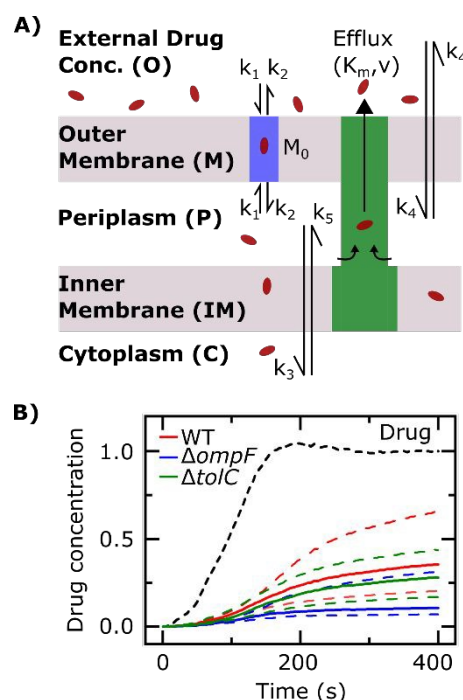 A)
External Drug
Conc. (O)
Efflux
(Kₘ,v)
k₄
k₁ k₂
Outer
Membrane (M)
M₀
Periplasm (P)
k₁ k₂
k₅
k₄
Inner
Membrane (IM)
Cytoplasm (C)
k₃
B)
Drug concentration
1.0
0.5
0.0
WT
ΔompF
ΔtolC
Drug
0 200 400
Time (s)